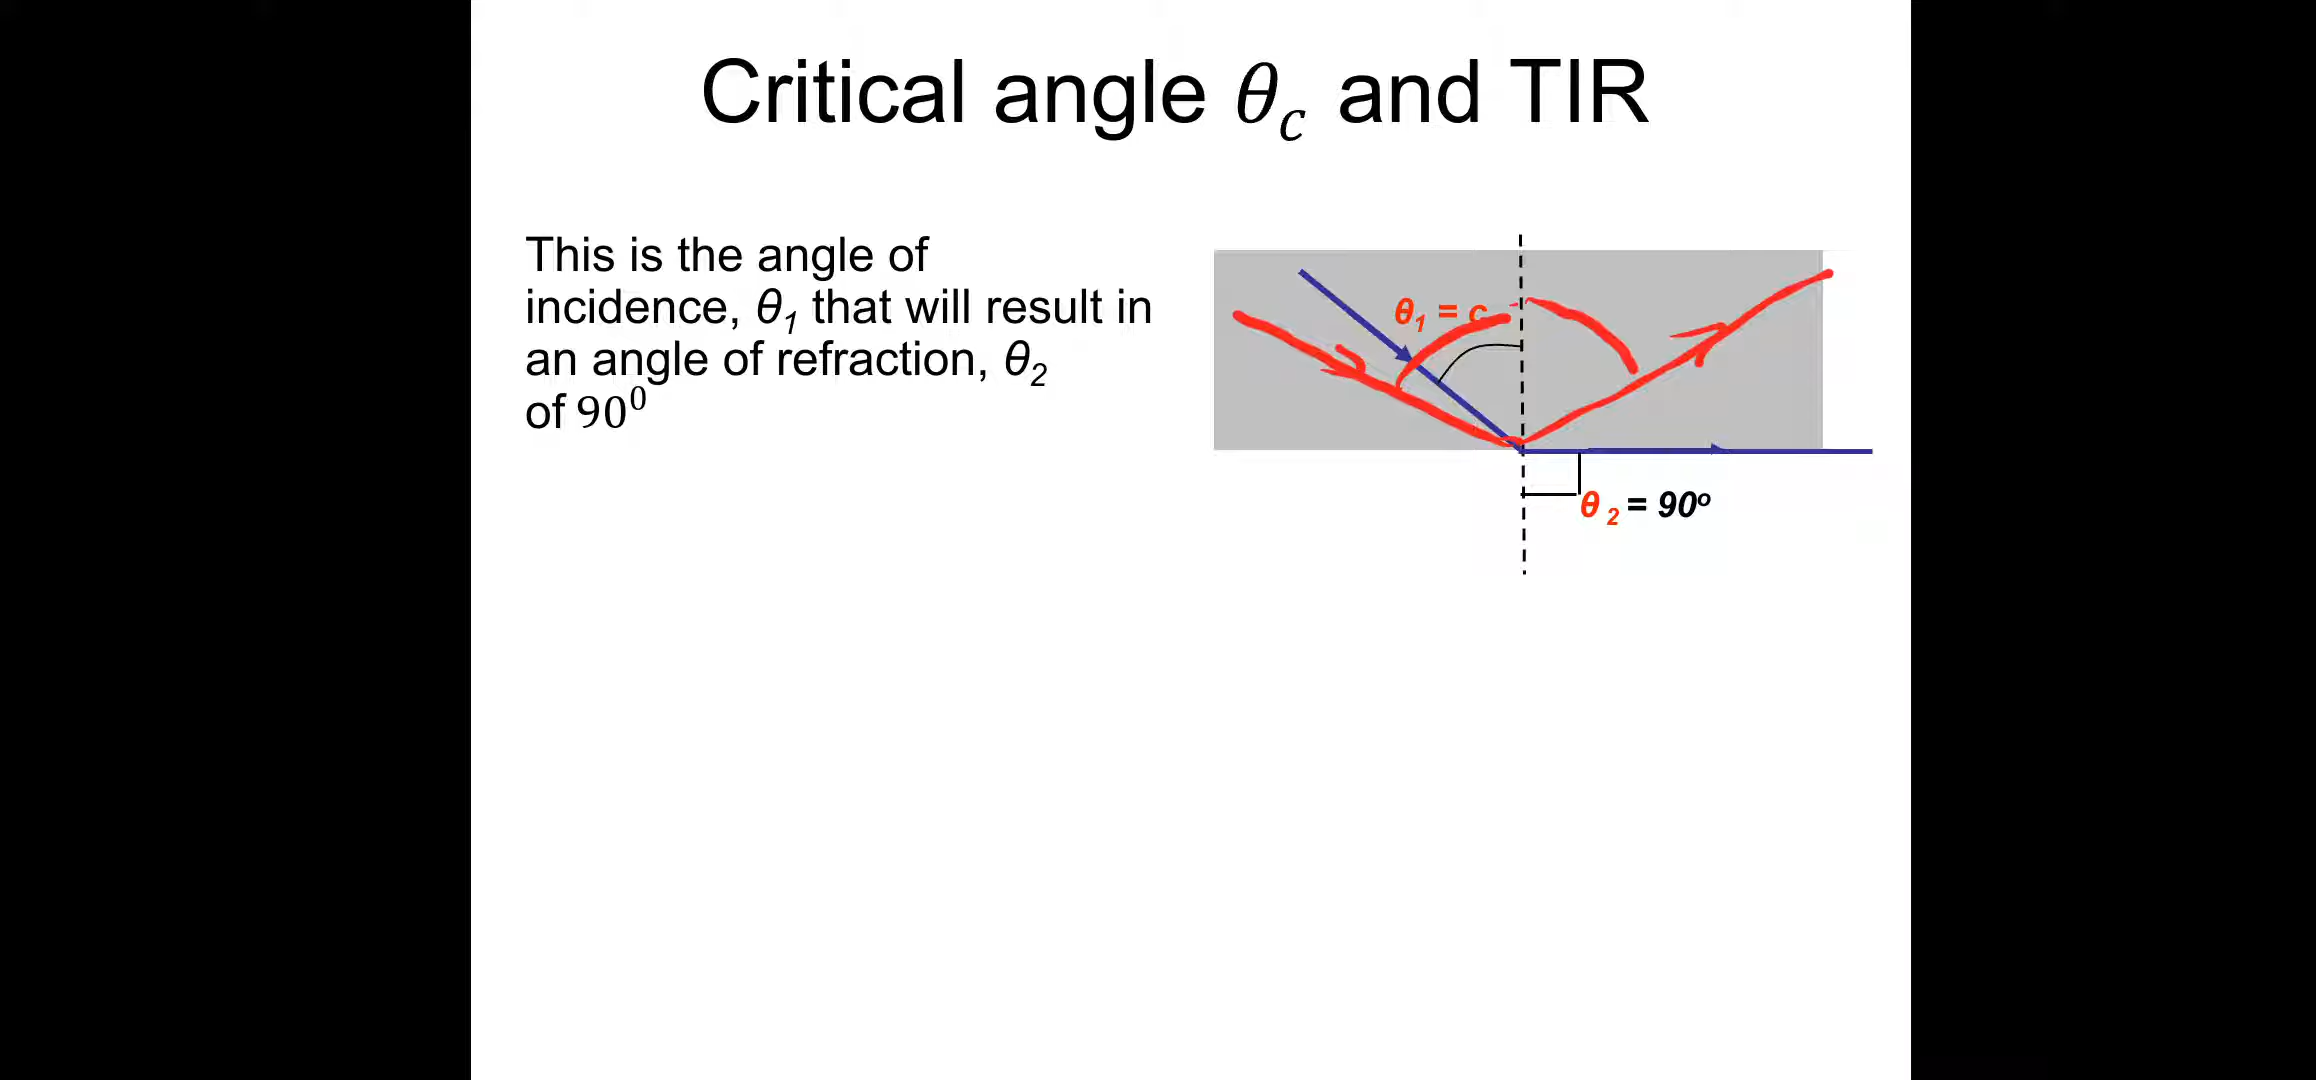 Critical angle θc and TIR
This is the angle of
incidence, θ1 that will result in
an angle of refraction, θ2
of 90⁰
θ1 = c
θ 2 = 90º